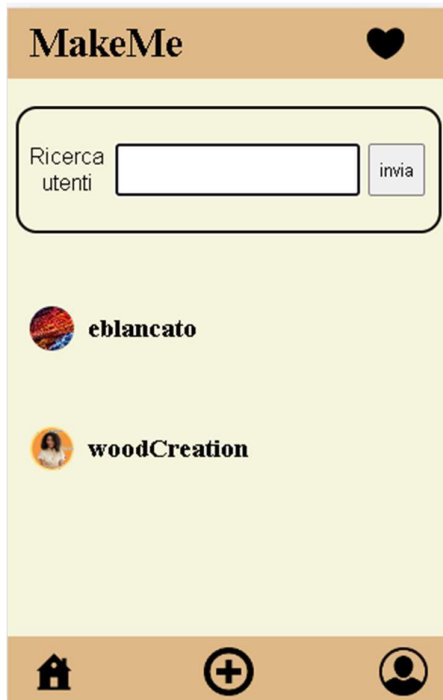 MakeMe
Ricerca
utenti
invia
eblancato
woodCreation